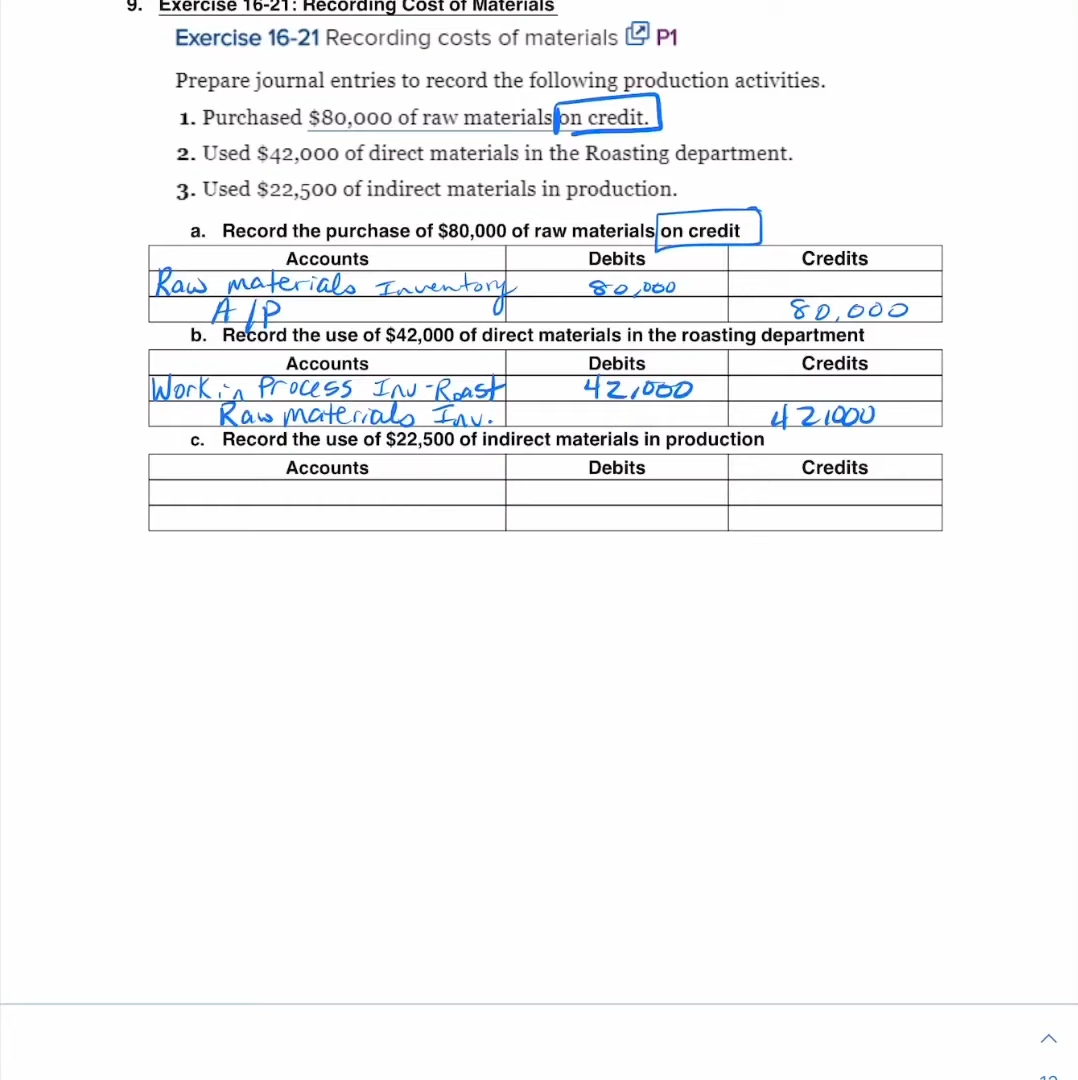 9. Exercise 16-21: Recording Cost of Materials
Exercise 16-21 Recording costs of materials P1
Prepare journal entries to record the following production activities.
1. Purchased $80,000 of raw materials on credit.
2. Used $42,000 of direct materials in the Roasting department.
3. Used $22,500 of indirect materials in production.
a. Record the purchase of $80,000 of raw materials on credit
Accounts Debits Credits
Raw materials Inventory 80,000
A/P 80,000
b. Record the use of $42,000 of direct materials in the roasting department
Accounts Debits Credits
Work in Process Inv-Roast 42,000
Raw materials Inv. 42,000
c. Record the use of $22,500 of indirect materials in production
Accounts Debits Credits